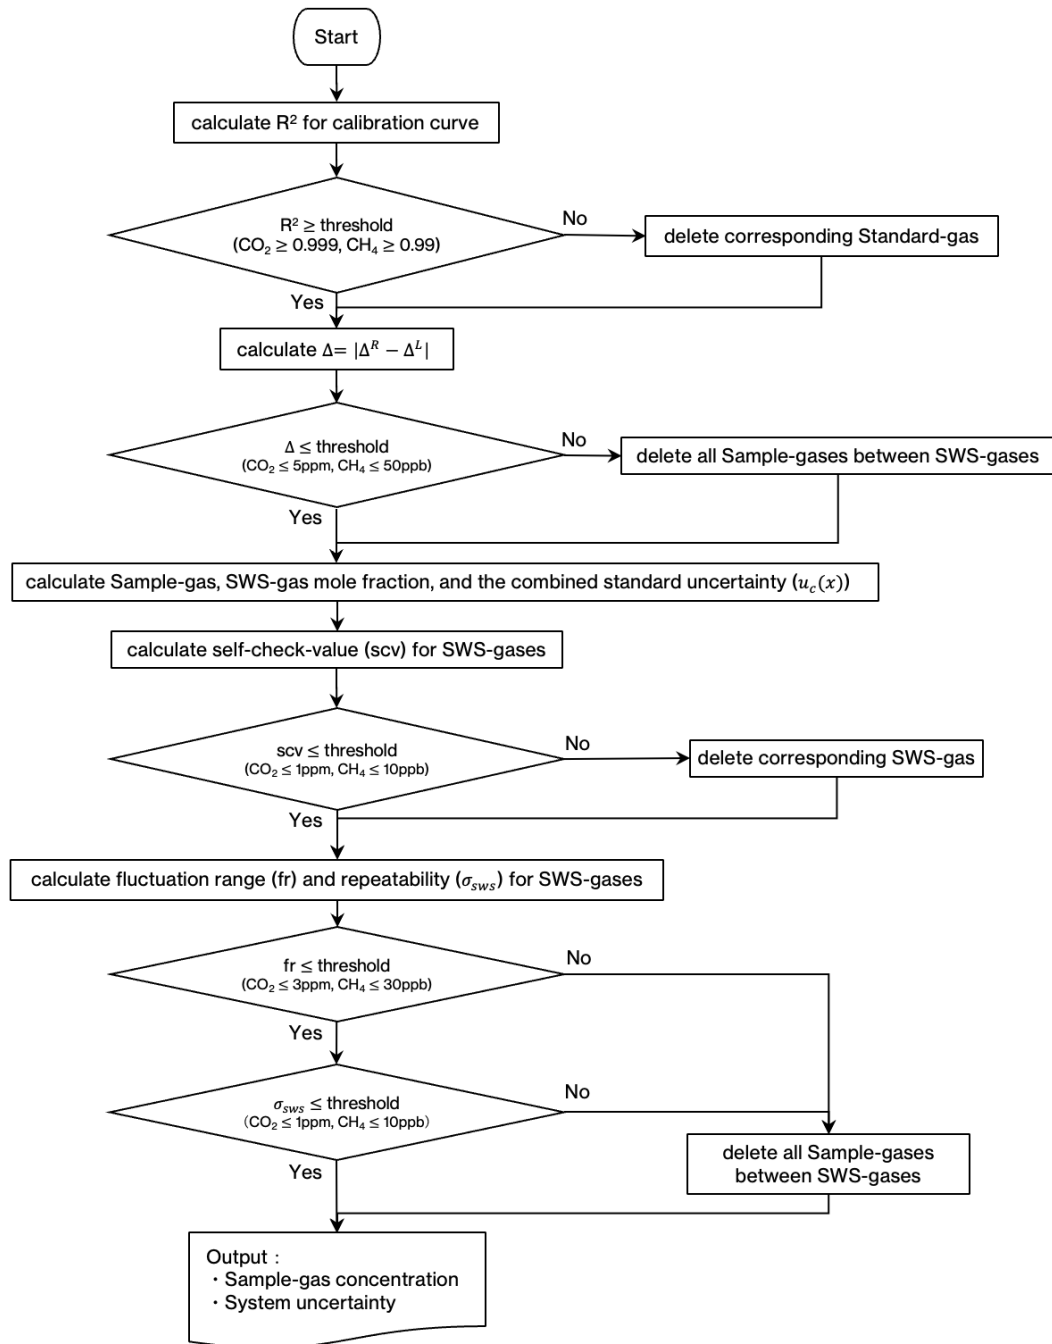 Start
calculate R² for calibration curve
R² ≥ threshold
(CO₂ ≥ 0.999, CH₄ ≥ 0.99)
No
delete corresponding Standard-gas
Yes
calculate Δ= |Δᴿ − Δᴸ|
Δ ≤ threshold
(CO₂ ≤ 5ppm, CH₄ ≤ 50ppb)
No
delete all Sample-gases between SWS-gases
Yes
calculate Sample-gas, SWS-gas mole fraction, and the combined standard uncertainty (u_c(x))
calculate self-check-value (scv) for SWS-gases
scv ≤ threshold
(CO₂ ≤ 1ppm, CH₄ ≤ 10ppb)
No
delete corresponding SWS-gas
Yes
calculate fluctuation range (fr) and repeatability (σ_sws) for SWS-gases
fr ≤ threshold
(CO₂ ≤ 3ppm, CH₄ ≤ 30ppb)
No
Yes
σ_sws ≤ threshold
(CO₂ ≤ 1ppm, CH₄ ≤ 10ppb)
No
delete all Sample-gases
between SWS-gases
Yes
Output :
・Sample-gas concentration
・System uncertainty